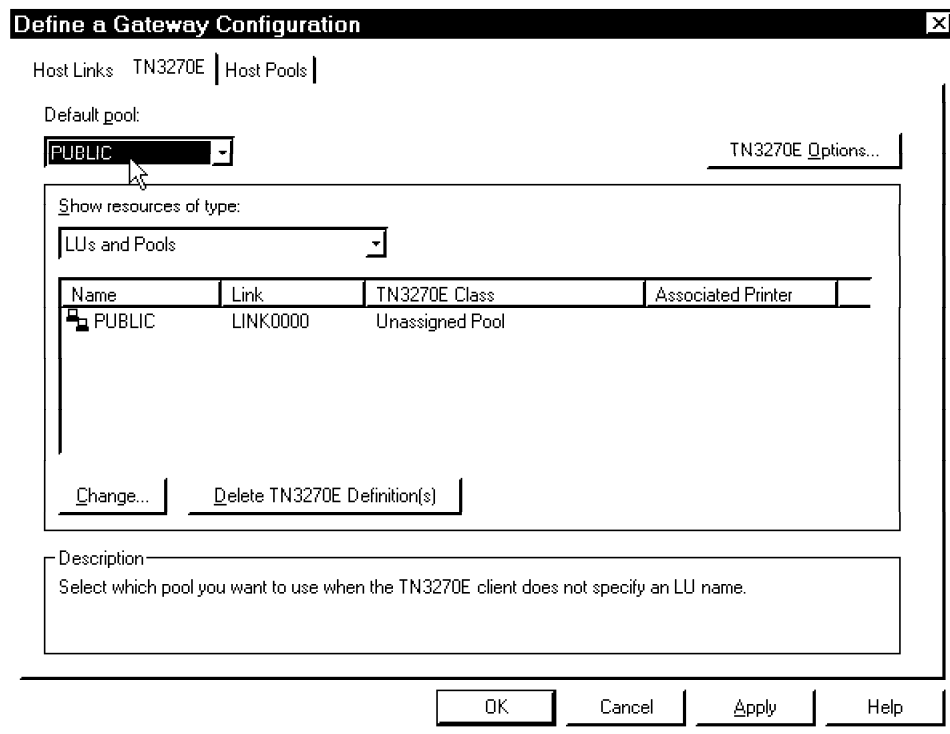 Define a Gateway Configuration
Host Links TN3270E Host Pools
Default pool:
PUBLIC
TN3270E Options...
Show resources of type:
LUs and Pools
Name Link TN3270E Class Associated Printer
PUBLIC LINK0000 Unassigned Pool
Change... Delete TN3270E Definition(s)
Description
Select which pool you want to use when the TN3270E client does not specify an LU name.
OK Cancel Apply Help